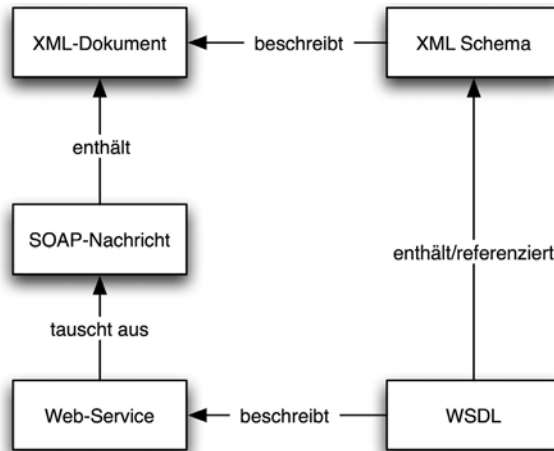 XML-Dokument
beschreibt
XML Schema
enthält
SOAP-Nachricht
enthält/referenziert
tauscht aus
Web-Service
beschreibt
WSDL